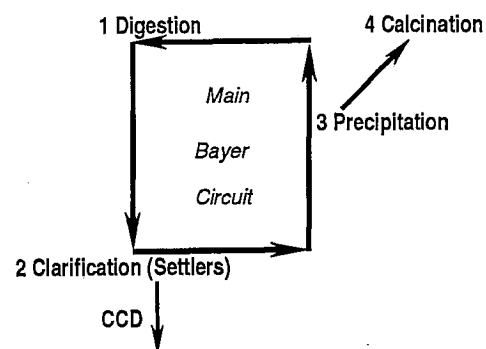 1 Digestion
4 Calcination
Main
3 Precipitation
Bayer
Circuit
2 Clarification (Settlers)
CCD